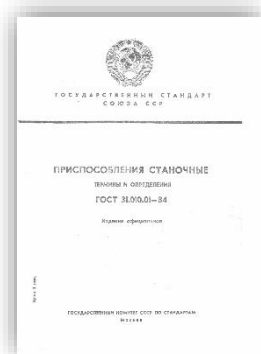 ГОСУДАРСТВЕННЫЙ СТАНДАРТ
СОЮЗА ССР
ПРИСПОСОБЛЕНИЯ СТАНОЧНЫЕ
ТЕРМИНЫ И ОПРЕДЕЛЕНИЯ
ГОСТ 31.010.01—84
Издание официальное
ГОСУДАРСТВЕННЫЙ КОМИТЕТ СССР ПО СТАНДАРТАМ
Москва